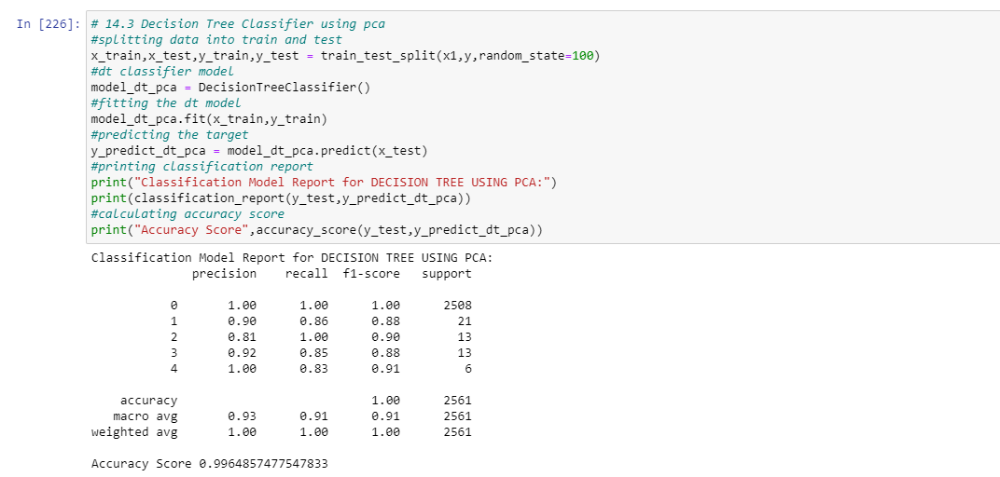 In [226]: # 14.3 Decision Tree Classifier using pca
#splitting data into train and test
x_train,x_test,y_train,y_test = train_test_split(x1,y,random_state=100)
#dt classifier model
model_dt_pca = DecisionTreeClassifier()
#fitting the dt model
model_dt_pca.fit(x_train,y_train)
#predicting the target
y_predict_dt_pca = model_dt_pca.predict(x_test)
#printing classification report
print("Classification Model Report for DECISION TREE USING PCA:")
print(classification_report(y_test,y_predict_dt_pca))
#calculating accuracy score
print("Accuracy Score",accuracy_score(y_test,y_predict_dt_pca))
Classification Model Report for DECISION TREE USING PCA:
precision recall f1-score support
0 1.00 1.00 1.00 2508
1 0.90 0.86 0.88 21
2 0.81 1.00 0.90 13
3 0.92 0.85 0.88 13
4 1.00 0.83 0.91 6
accuracy 1.00 2561
macro avg 0.93 0.91 0.91 2561
weighted avg 1.00 1.00 1.00 2561
Accuracy Score 0.9964857477547833